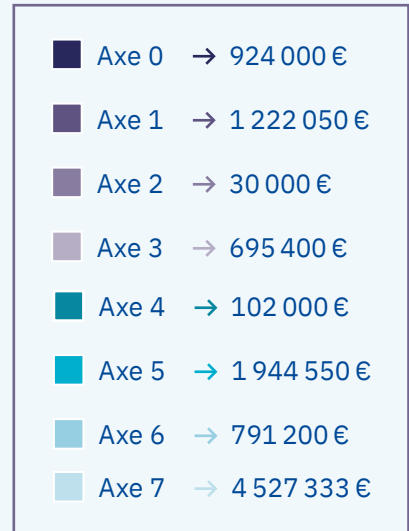 Axe 0 → 924 000 €
Axe 1 → 1 222 050 €
Axe 2 → 30 000 €
Axe 3 → 695 400 €
Axe 4 → 102 000 €
Axe 5 → 1 944 550 €
Axe 6 → 791 200 €
Axe 7 → 4 527 333 €